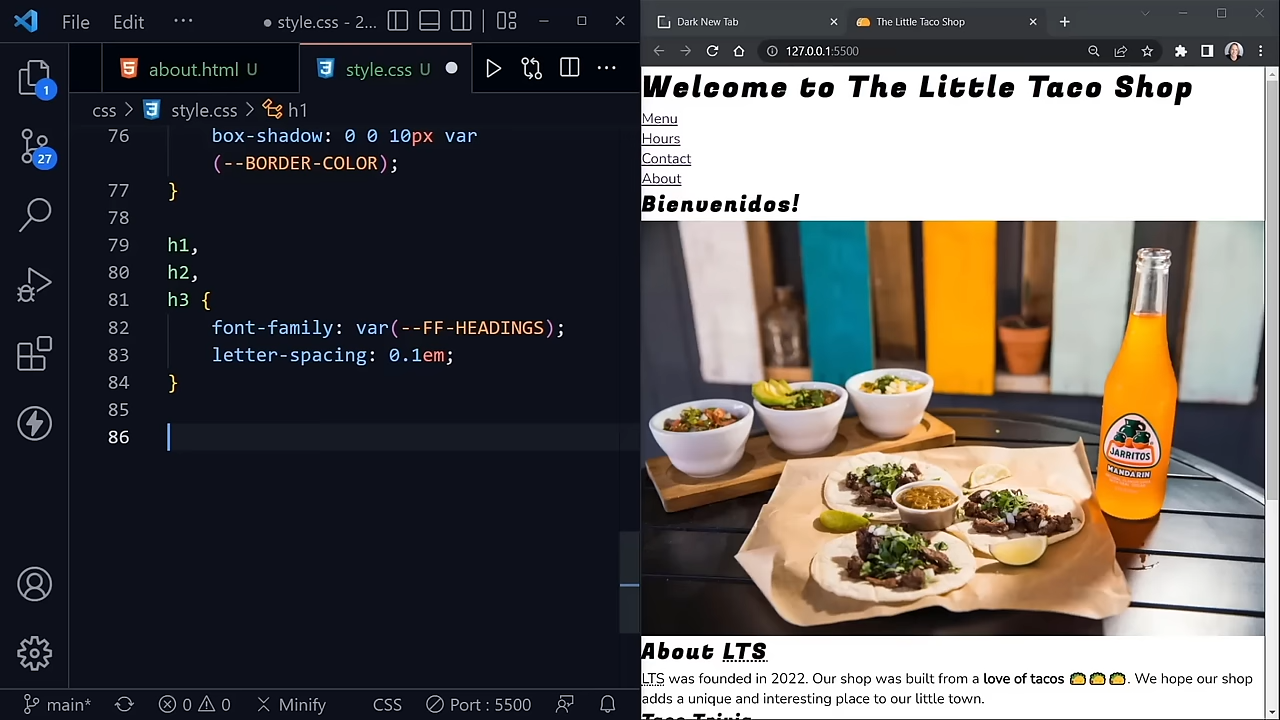 File Edit ··· ● style.css - 2...
about.html U style.css U ●
css > style.css > h1
76 box-shadow: 0 0 10px var
(--BORDER-COLOR);
77 }
78
79 h1,
80 h2,
81 h3 {
82 font-family: var(--FF-HEADINGS);
83 letter-spacing: 0.1em;
84 }
85
86
1
27
main* 0 0 Minify CSS Port : 5500
Dark New Tab The Little Taco Shop
127.0.0.1:5500
Welcome to The Little Taco Shop
Menu
Hours
Contact
About
Bienvenidos!
JARRITOS
MANDARIN
About LTS
LTS was founded in 2022. Our shop was built from a love of tacos 🌮🌮🌮. We hope our shop
adds a unique and interesting place to our little town.
Taco Trivia